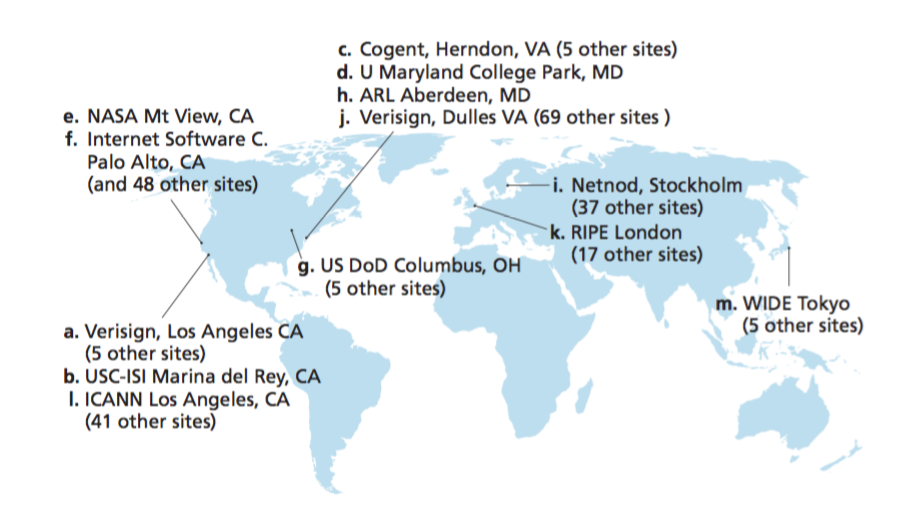 c. Cogent, Herndon, VA (5 other sites)
d. U Maryland College Park, MD
h. ARL Aberdeen, MD
j. Verisign, Dulles VA (69 other sites )
e. NASA Mt View, CA
f. Internet Software C.
Palo Alto, CA
(and 48 other sites)
i. Netnod, Stockholm
(37 other sites)
k. RIPE London
(17 other sites)
g. US DoD Columbus, OH
(5 other sites)
m. WIDE Tokyo
(5 other sites)
a. Verisign, Los Angeles CA
(5 other sites)
b. USC-ISI Marina del Rey, CA
l. ICANN Los Angeles, CA
(41 other sites)